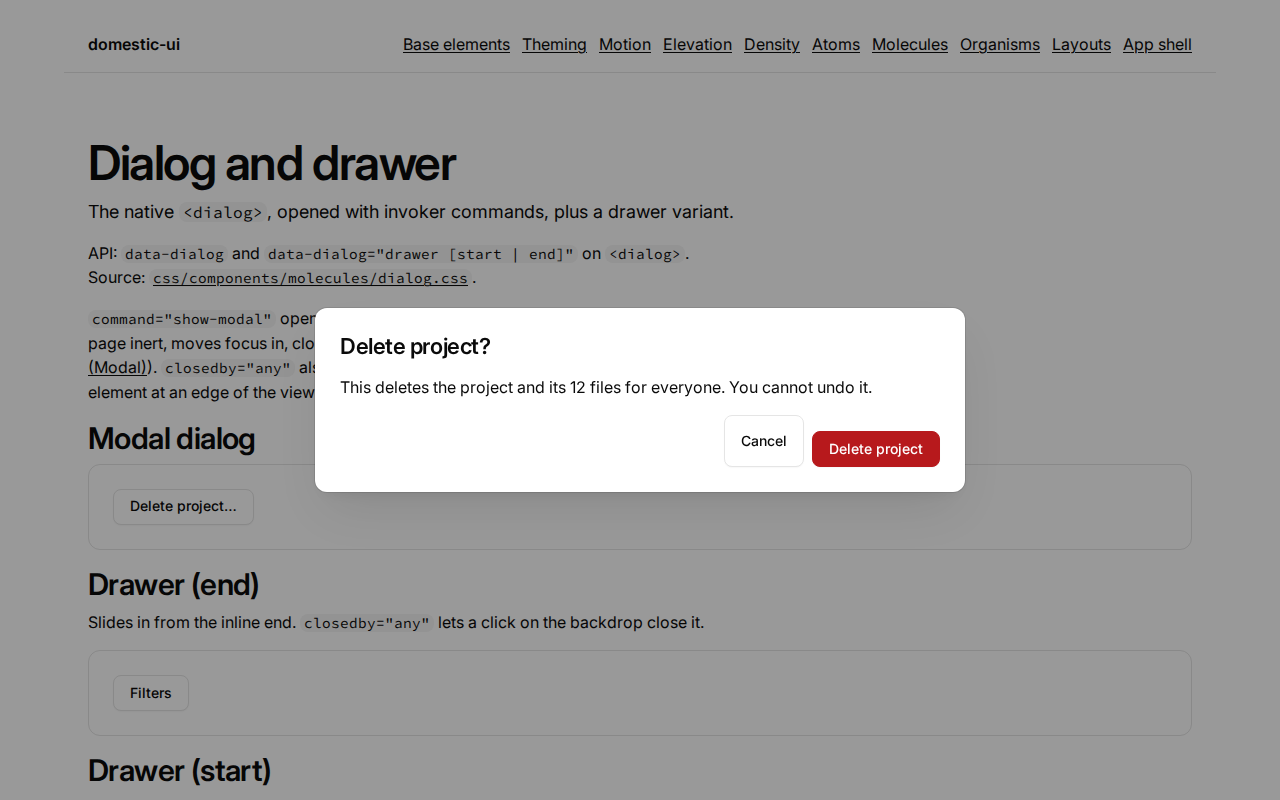 domestic-ui
Base elements Theming Motion Elevation Density Atoms Molecules Organisms Layouts App shell
Dialog and drawer
The native <dialog>, opened with invoker commands, plus a drawer variant.
API: data-dialog and data-dialog="drawer [start | end]" on <dialog>.
Source: css/components/molecules/dialog.css.
command="show-modal"
page inert, moves focus in,
(Modal)). closedby="any"
element at an edge of the
Delete project?
This deletes the project and its 12 files for everyone. You cannot undo it.
Cancel Delete project
Modal dialog
Delete project…
Drawer (end)
Slides in from the inline end. closedby="any" lets a click on the backdrop close it.
Filters
Drawer (start)